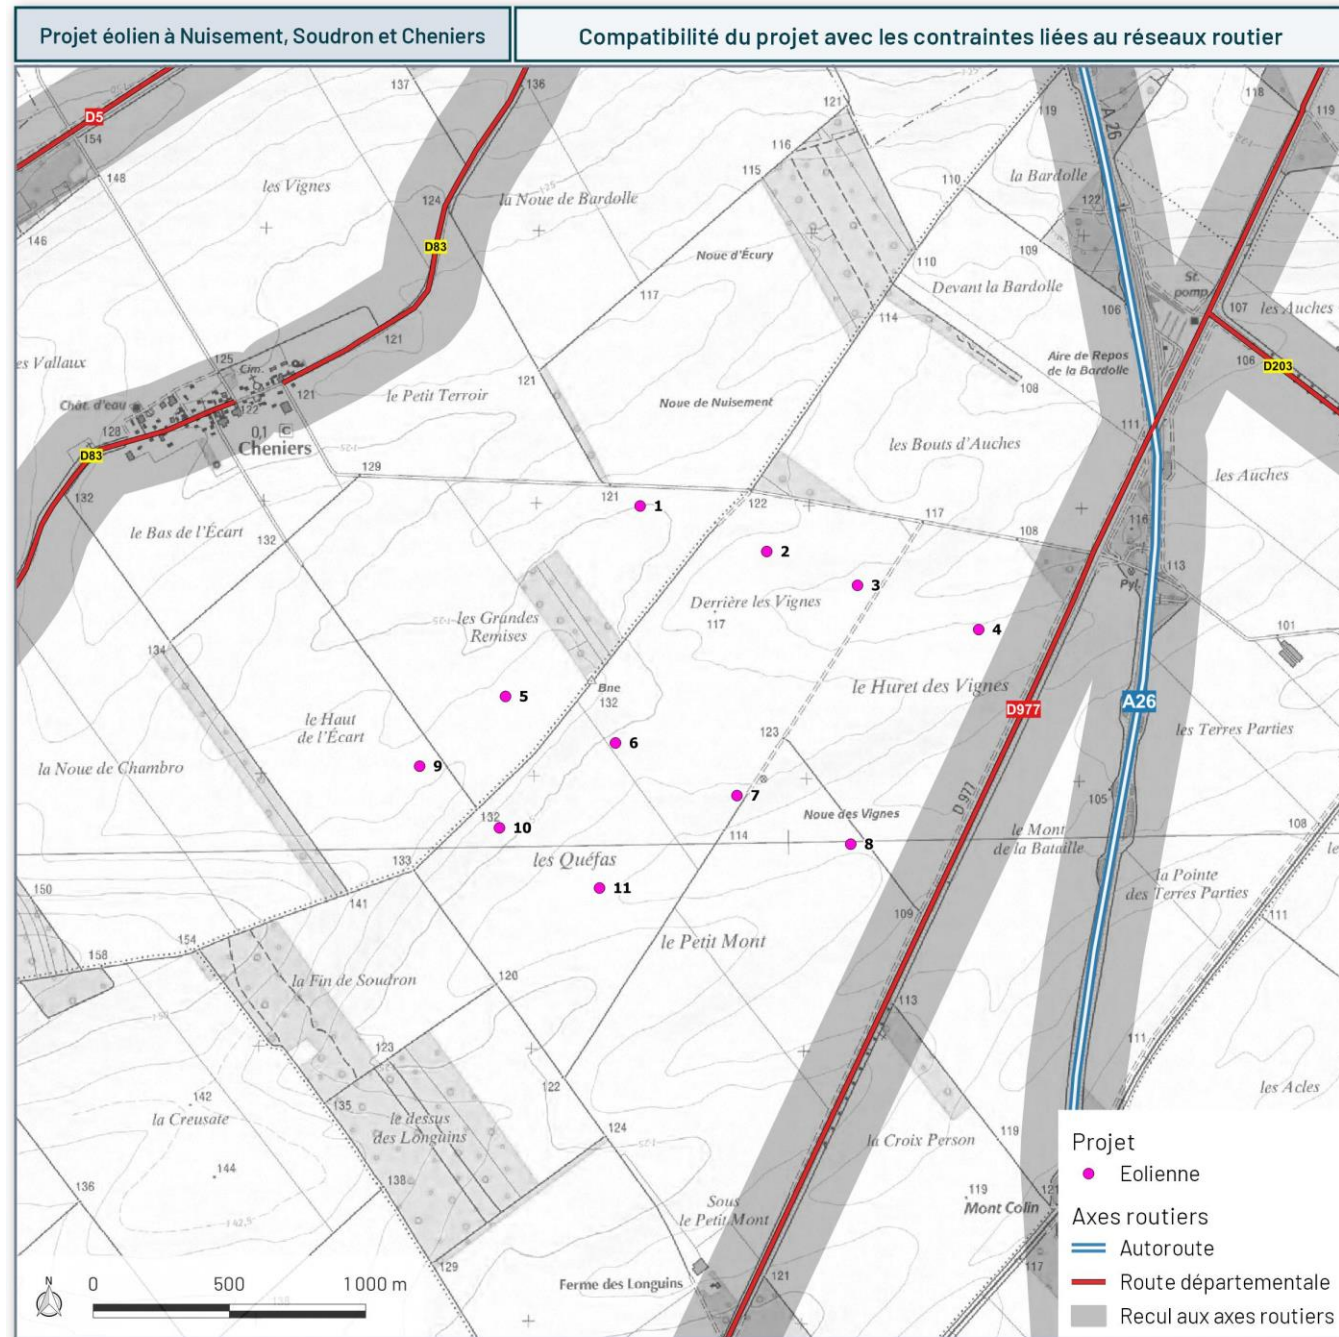 Projet éolien à Nuisement, Soudron et Cheniers
Compatibilité du projet avec les contraintes liées au réseaux routier
D5
154
148
146
137
136
les Vignes
124
la Noue de Bardolle
D83
121
116
115
Noue d'Écury
117
110
110
119
A 26
la Bardolle
122
109
Devant la Bardolle
106
114
108
118
119
St.
pomp.
107
les Auches
106
D203
Aire de Repos
de la Bardolle
111
es Vallaux
125
Cim.
121
121
Chât. d'eau
128
122
0,1
C
Cheniers
D83
132
le Petit Terroir
121
Noue de Nuisement
les Bouts d'Auches
les Auches
129
121
1
122
117
108
116
113
Pyl.
101
le Bas de l'Écart
132
2
3
les Grandes
Remises
Derrière les Vignes
117
4
134
5
Bne
132
le Huret des Vignes
D977
A26
les Terres Parties
le Haut
de l'Écart
6
123
la Noue de Chambro
9
7
D 977
105
132
10
Noue des Vignes
114
8
le Mont
de la Bataille
108
le
les Quéfas
133
11
la Pointe
des Terres Parties
150
141
109
111
154
le Petit Mont
158
la Fin de Soudron
120
113
123
111
122
142
la Creusate
135
le dessus
des Longuins
les Acles
124
la Croix Person
119
144
138
136
142,5
Sous
le Petit Mont
119
121
Mont Colin
129
Ferme des Longuins
121
117
N
0
500
1 000 m
Projet
Eolienne
Axes routiers
Autoroute
Route départementale
Recul aux axes routiers